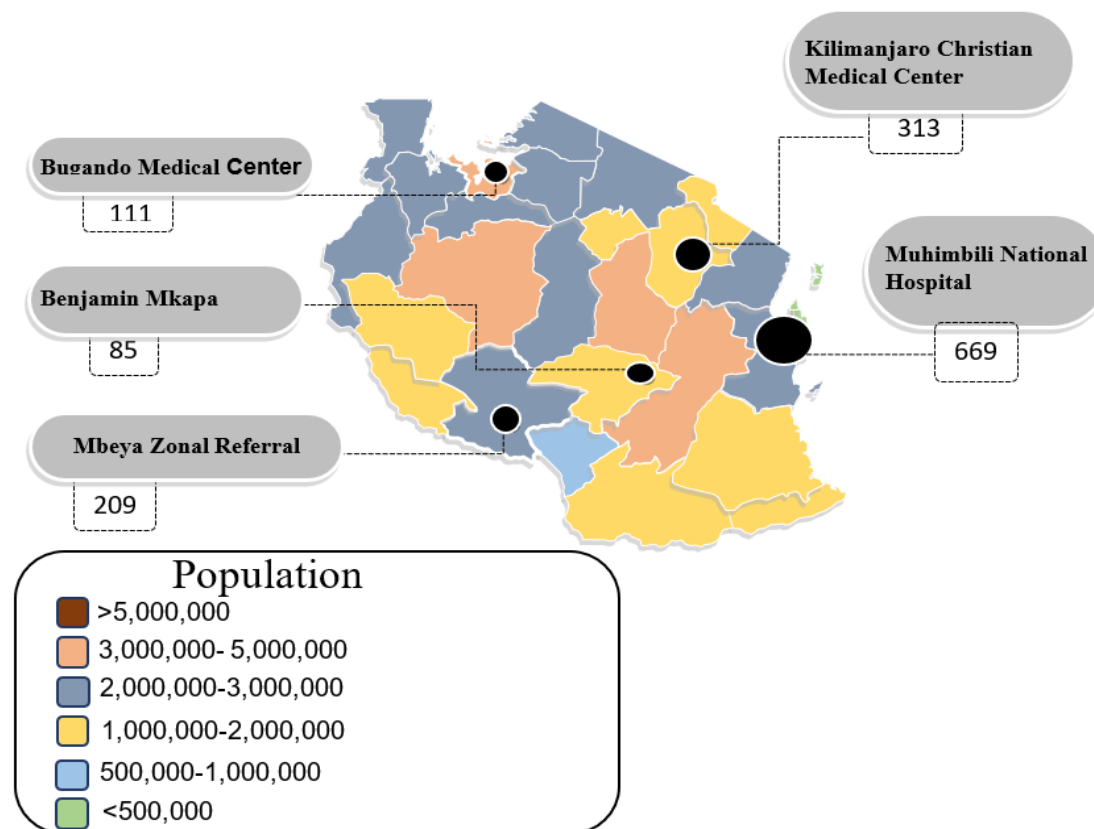 Kilimanjaro Christian
Medical Center
313
Bugando Medical Center
111
Muhimbili National
Hospital
669
Benjamin Mkapa
85
Mbeya Zonal Referral
209
Population
>5,000,000
3,000,000- 5,000,000
2,000,000-3,000,000
1,000,000-2,000,000
500,000-1,000,000
<500,000